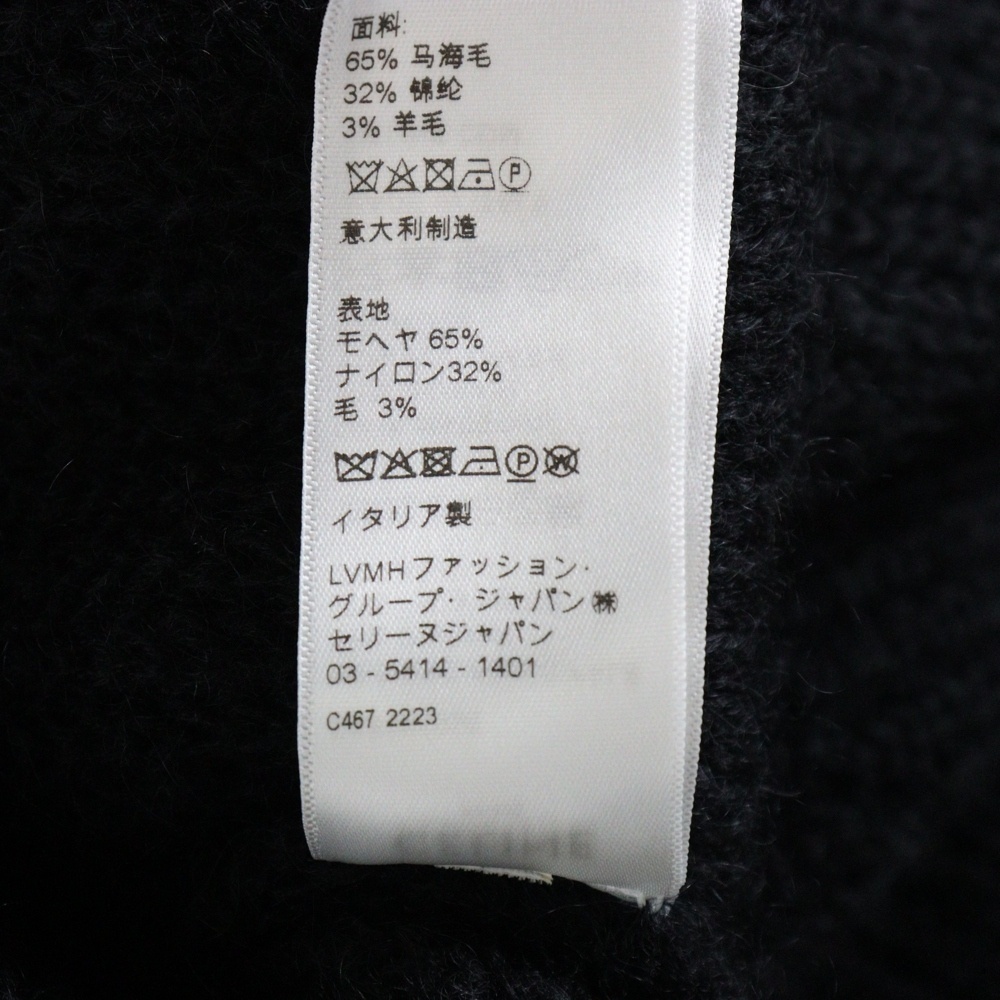 面料:
65% 马海毛
32% 锦纶
3% 羊毛
P
意大利制造
表地
モヘヤ 65%
ナイロン32%
毛 3%
P W
イタリア製
LVMHファッション·
グループ· ジャパン㈱
セリーヌジャパン
03 - 5414 - 1401
C467 2223